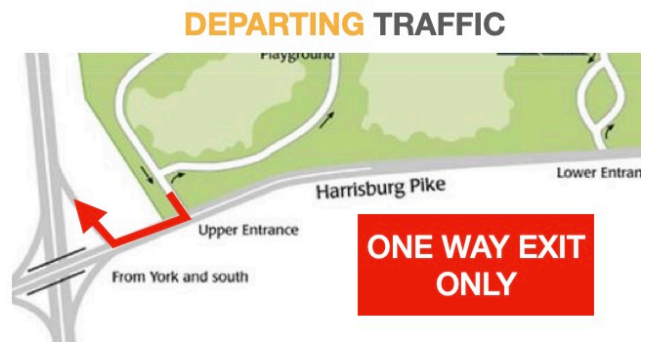 DEPARTING TRAFFIC
Playground
Harrisburg Pike
Lower Entran
Upper Entrance
ONE WAY EXIT
ONLY
From York and south